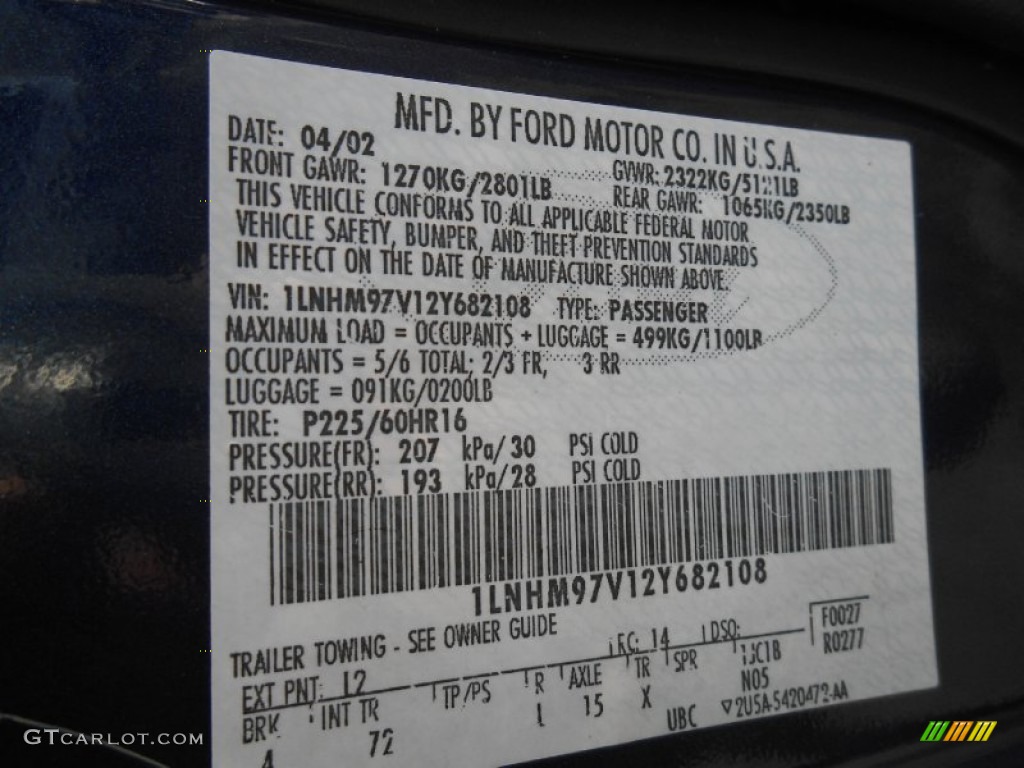 MFD. BY FORD MOTOR CO. IN U.S.A.
DATE: 04/02 GVWR: 2322KG/5121LB
FRONT GAWR: 1270KG/2801LB REAR GAWR: 1065KG/2350LB
THIS VEHICLE CONFORMS TO ALL APPLICABLE FEDERAL MOTOR
VEHICLE SAFETY, BUMPER, AND THEFT PREVENTION STANDARDS
IN EFFECT ON THE DATE OF MANUFACTURE SHOWN ABOVE.
VIN: 1LNHM97V12Y682108 TYPE: PASSENGER
MAXIMUM LOAD = OCCUPANTS + LUGGAGE = 499KG/1100LB
OCCUPANTS = 5/6 TOTAL; 2/3 FR, 3 RR
LUGGAGE = 091KG/0200LB
TIRE: P225/60HR16
PRESSURE(FR): 207 kPa/30 PSI COLD
PRESSURE(RR): 193 kPa/28 PSI COLD
1LNHM97V12Y682108
TRAILER TOWING - SEE OWNER GUIDE
EXT PNT: L2 RC: 14 DSO: F0027
R0277
BRK INT TR TP/PS R AXLE TR SPR
4 72 L 15 X N05
UBC ▽2U5A-5420472-AA
GTCARLOT.COM